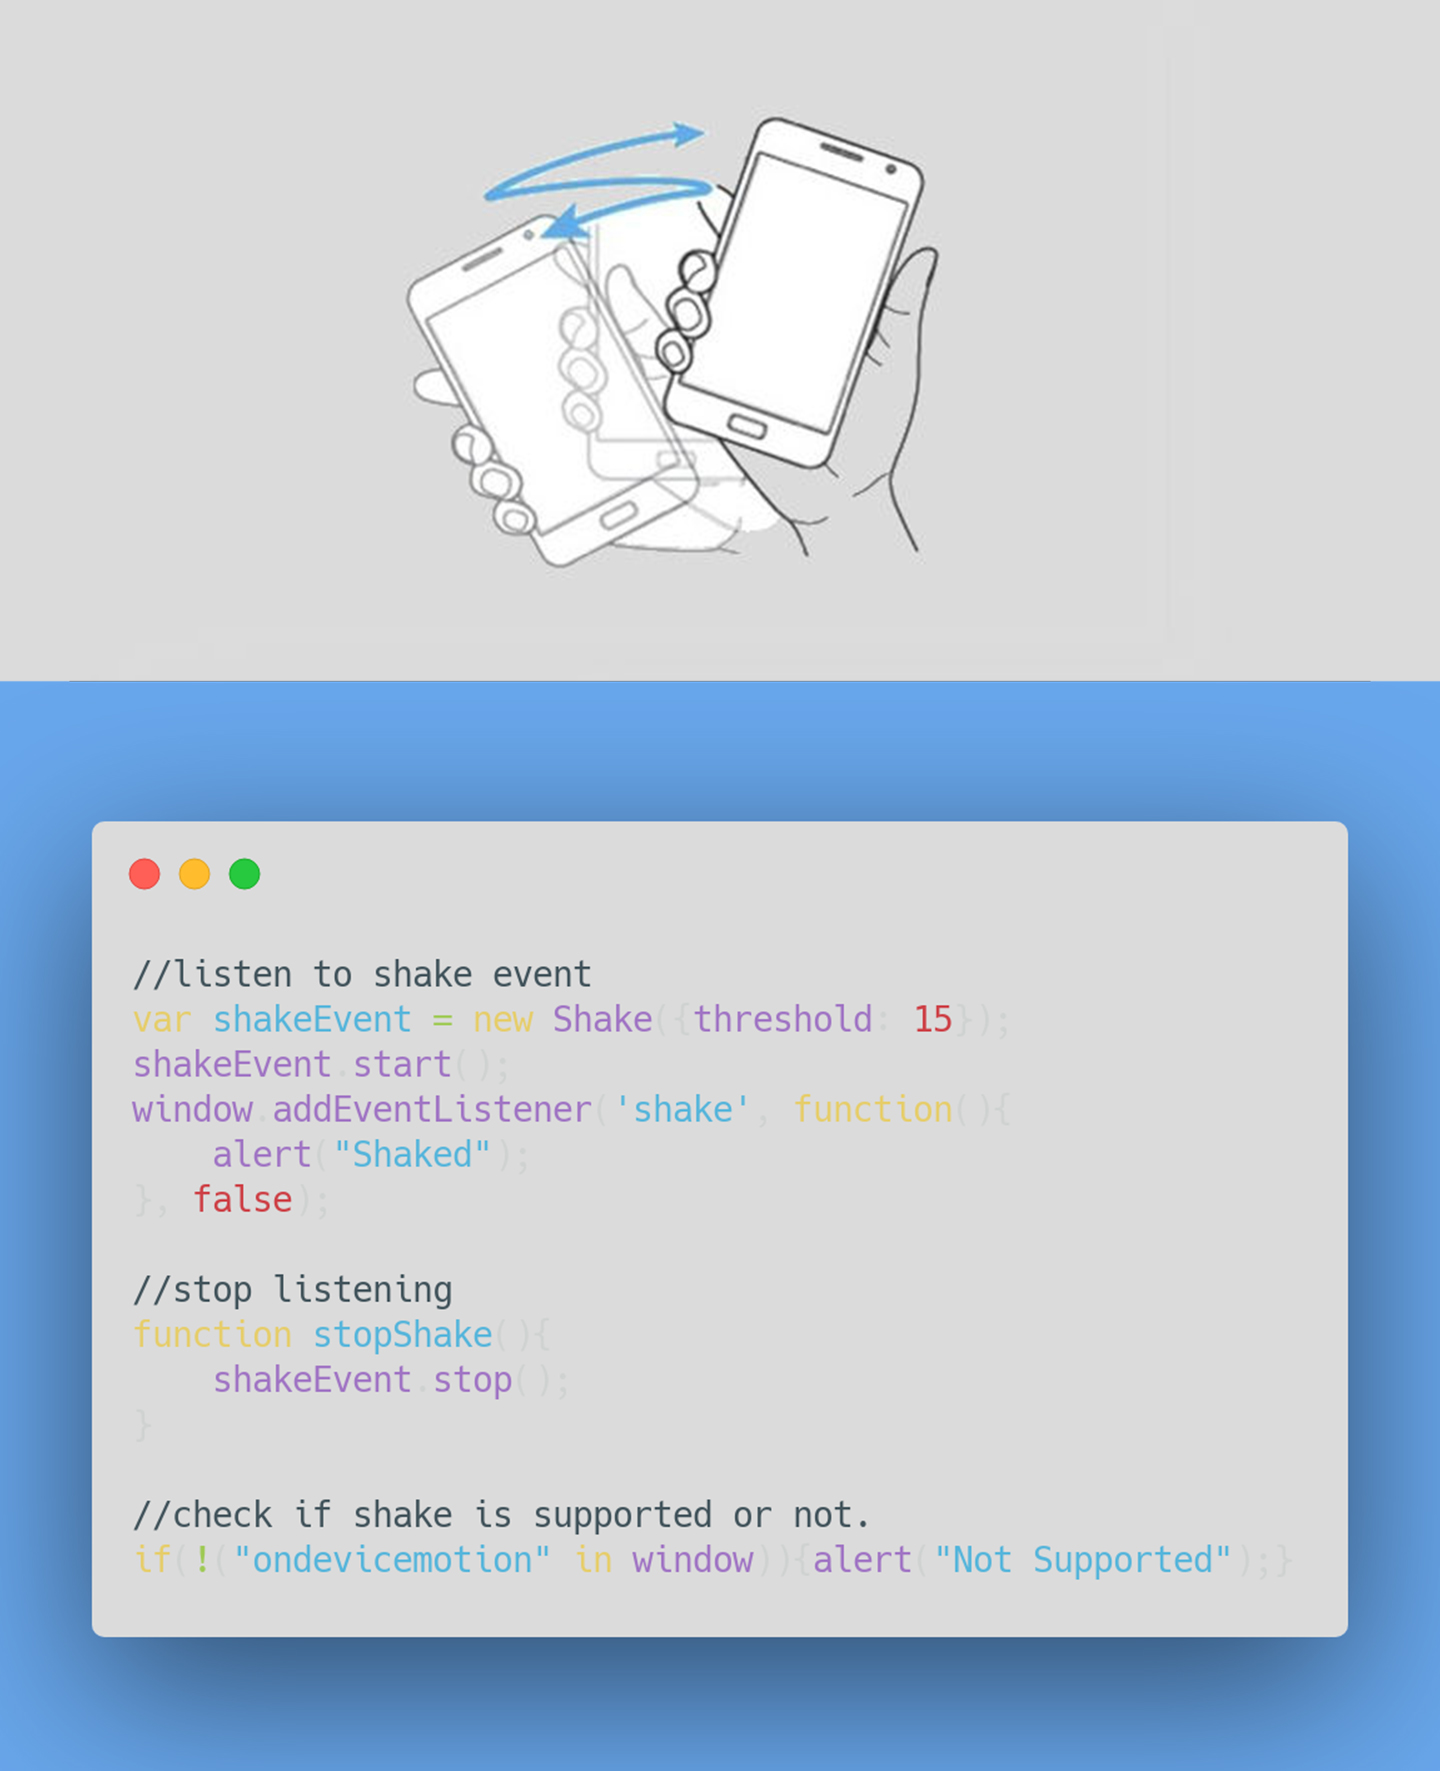 //listen to shake event
var shakeEvent = new Shake({threshold: 15});
shakeEvent.start();
window.addEventListener('shake', function(){
    alert("Shaked");
}, false);

//stop listening
function stopShake(){
    shakeEvent.stop();
}

//check if shake is supported or not.
if(!("ondevicemotion" in window)){alert("Not Supported");}